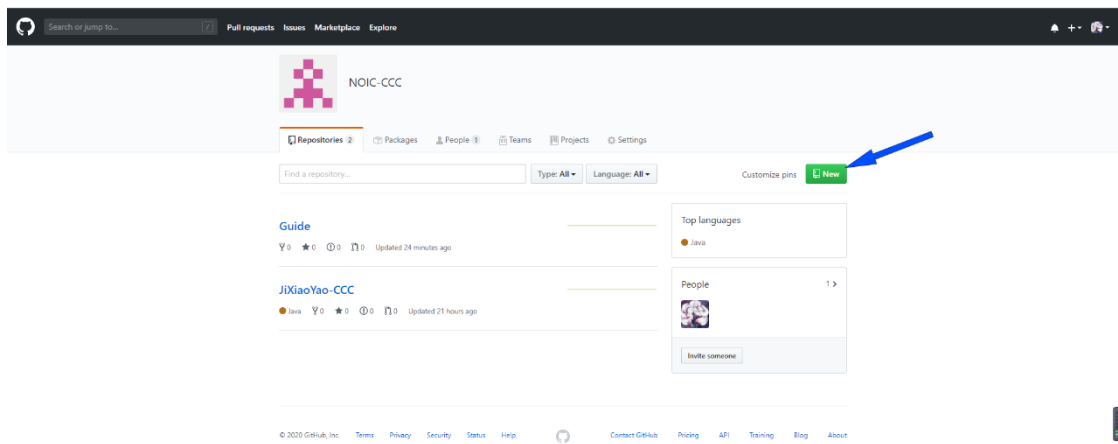 Search or jump to... /
Pull requests Issues Marketplace Explore
NOIC-CCC
Repositories 2 Packages People 1 Teams Projects Settings
Find a repository... Type: All Language: All Customize pins New
Guide
0 0 0 0 Updated 24 minutes ago
JiXiaoYao-CCC
Java 0 0 0 0 Updated 21 hours ago
Top languages
Java
People 1 >
Invite someone
© 2020 GitHub, Inc. Terms Privacy Security Status Help Contact GitHub Pricing API Training Blog About